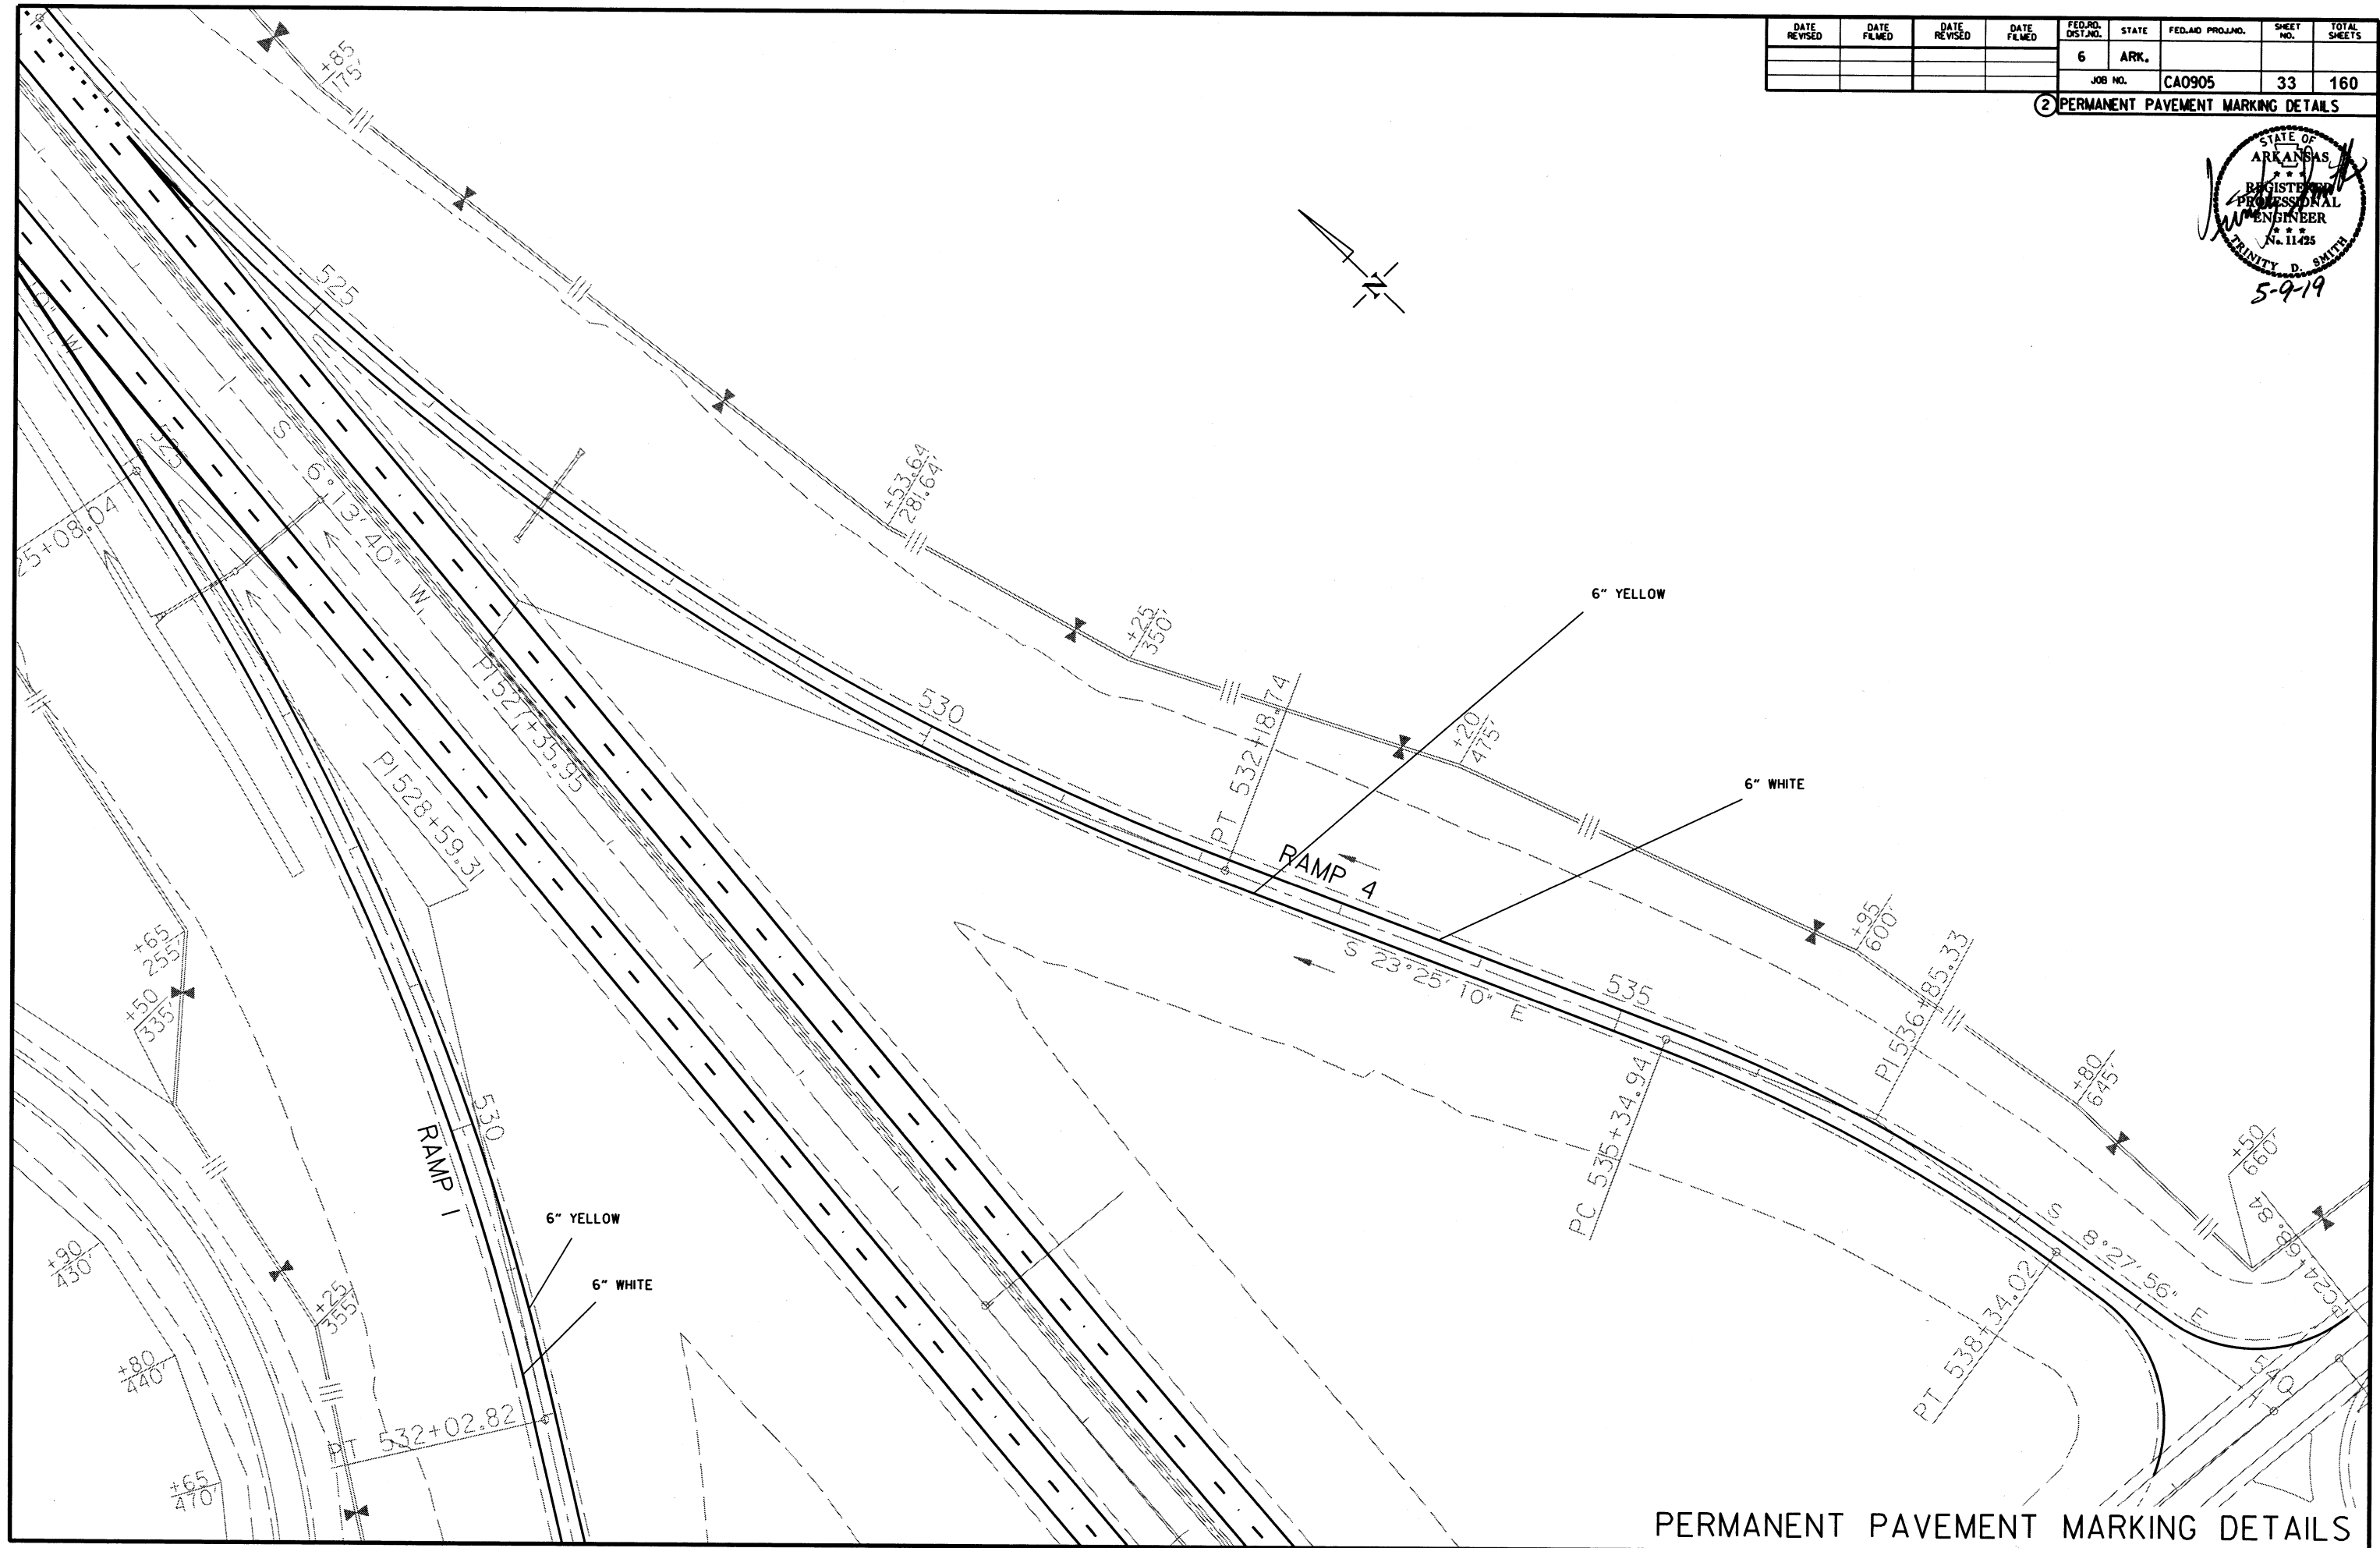 DATE REVISED
DATE FILMED
DATE REVISED
DATE FILMED
FED.RD. DIST.NO.
STATE
FED.AID PROJ.NO.
SHEET NO.
TOTAL SHEETS
6
ARK.
JOB NO.
CA0905
33
160
2 PERMANENT PAVEMENT MARKING DETAILS
STATE OF
ARKANSAS
REGISTERED
PROFESSIONAL
ENGINEER
No. 11425
TRINITY D. SMITH
5-9-19
N
+85
175'
525
525
S 6°13'40" W.
25+08.04
PI 527+35.95
PI 528+59.31
+53.64
281.64'
+25
350'
530
PT 532+18.74
+20
475'
6" YELLOW
6" WHITE
RAMP 4
S 23°25'10" E
535
+95
600'
PI 536+85.33
PC 535+34.94
+80
645'
+50
660'
PC24+68.84
S 8°27'56" E
PT 538+34.02
540
+65
255'
+50
335'
530
RAMP 1
6" YELLOW
6" WHITE
+90
430'
+25
355'
+80
440'
PT 532+02.82
+65
470'
PERMANENT PAVEMENT MARKING DETAILS